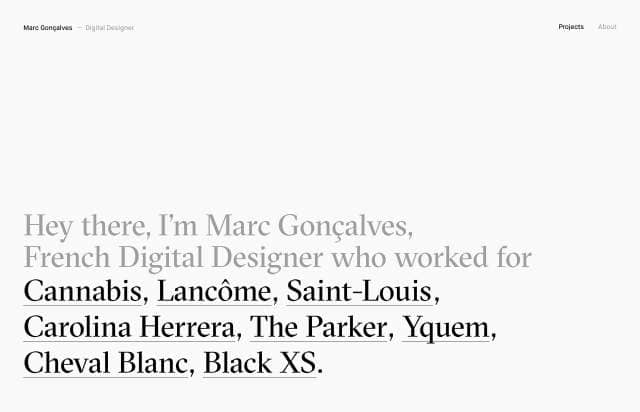 Marc Gonçalves — Digital Designer
Projects About
Hey there, I'm Marc Gonçalves,
French Digital Designer who worked for
Cannabis, Lancôme, Saint-Louis,
Carolina Herrera, The Parker, Yquem,
Cheval Blanc, Black XS.